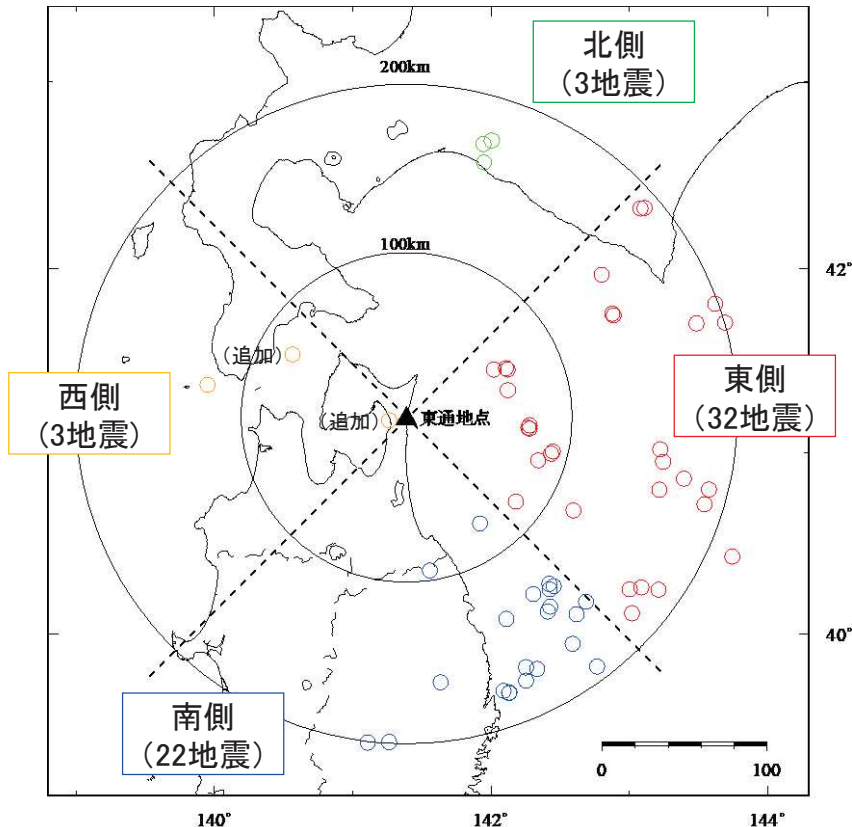 北側
(3地震)
200km
100km
42°
(追加)
西側
(3地震)
東側
(32地震)
(追加)
東通地点
40°
南側
(22地震)
0
100
140°
142°
144°